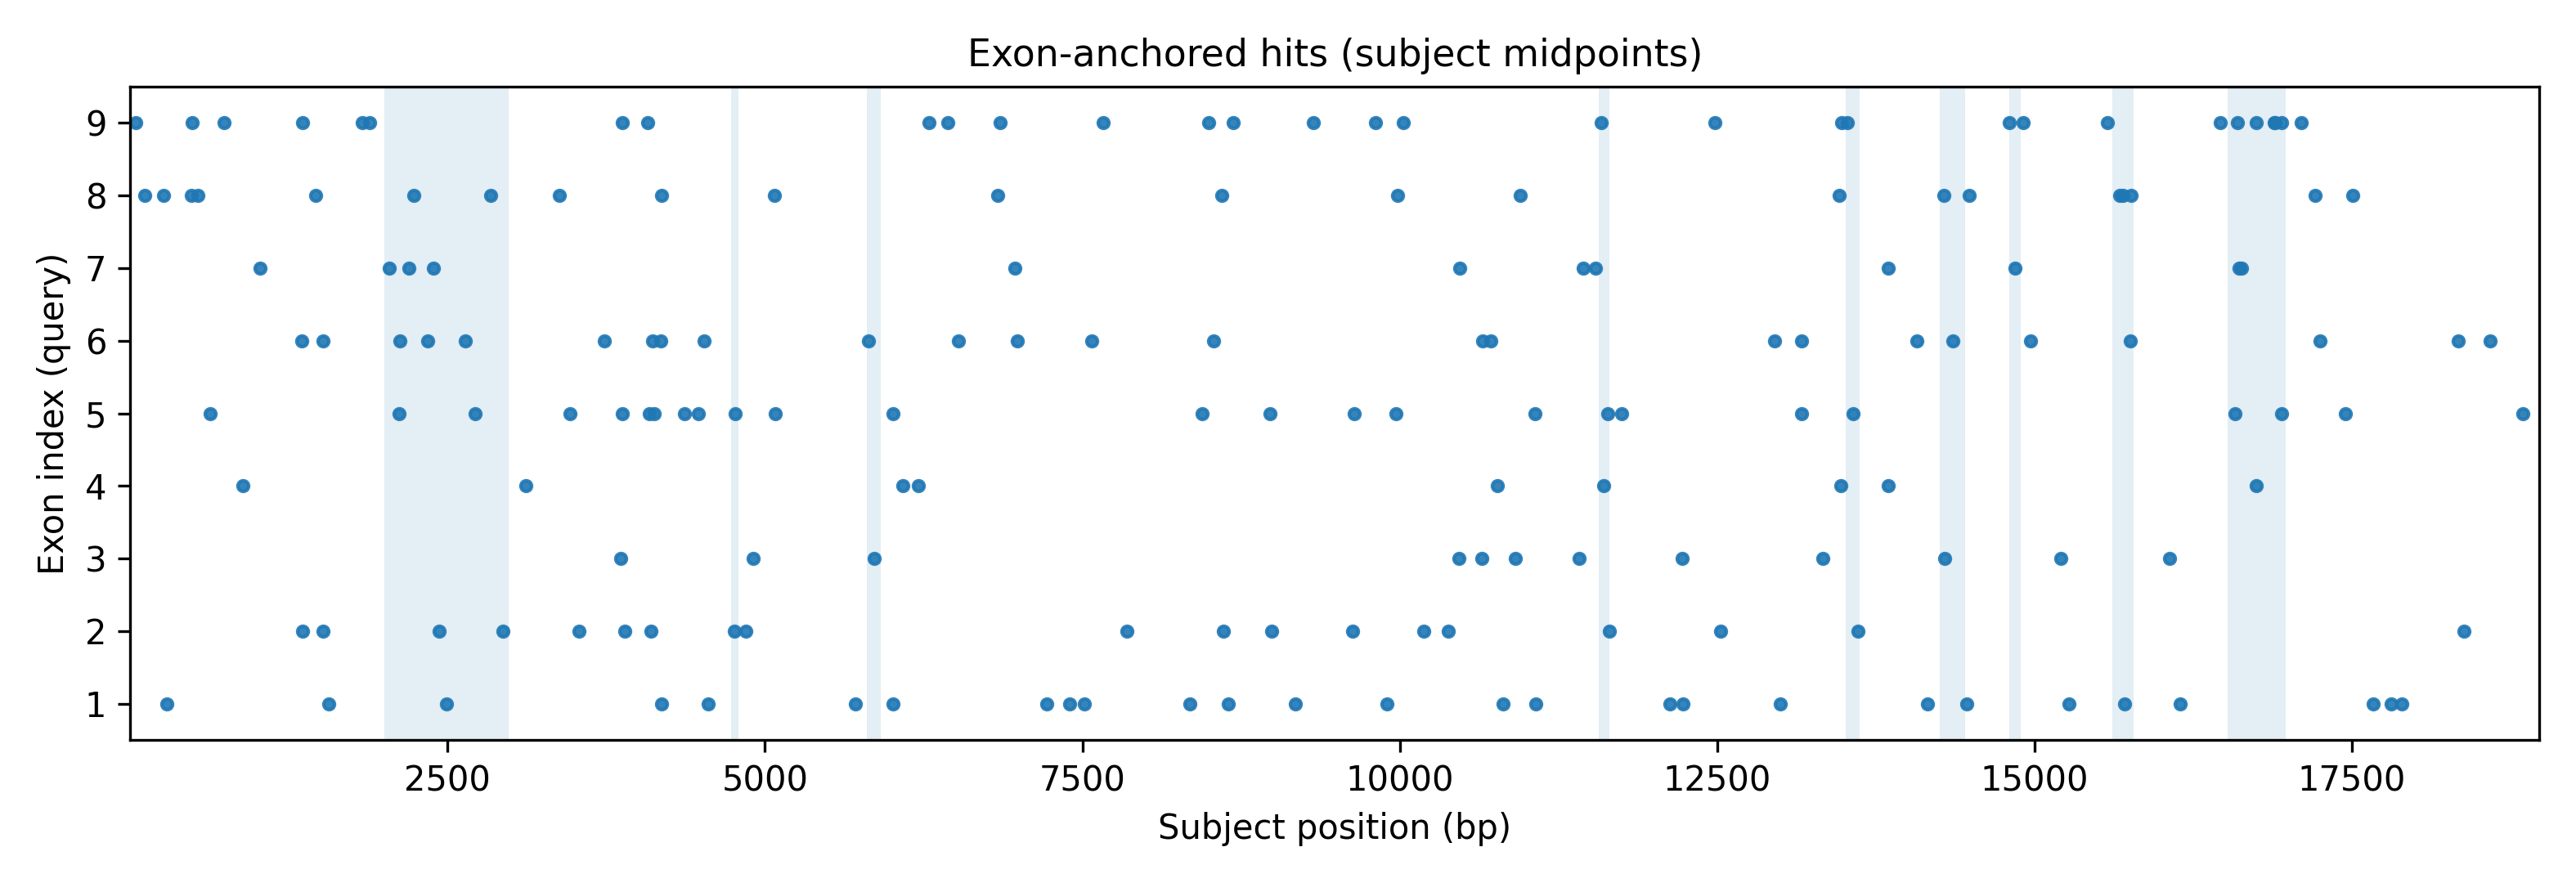 Exon-anchored hits (subject midpoints)
Exon index (query)
9
8
7
6
5
4
3
2
1
2500 5000 7500 10000 12500 15000 17500
Subject position (bp)